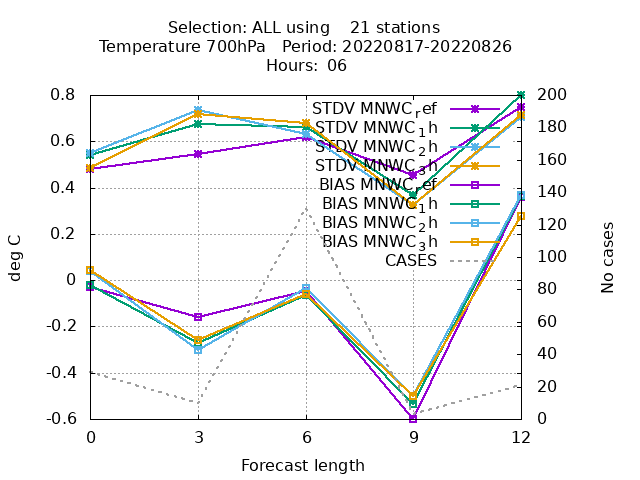 Selection: ALL using 21 stations
Temperature 700hPa Period: 20220817-20220826
Hours: 06
0.8
0.6
0.4
0.2
0
-0.2
-0.4
-0.6
deg C
STDV MNWC_ref
STDV MNWC_1h
STDV MNWC_2h
STDV MNWC_3h
BIAS MNWC_ref
BIAS MNWC_1h
BIAS MNWC_2h
BIAS MNWC_3h
CASES
200
180
160
140
120
100
80
60
40
20
0
No cases
0 3 6 9 12
Forecast length